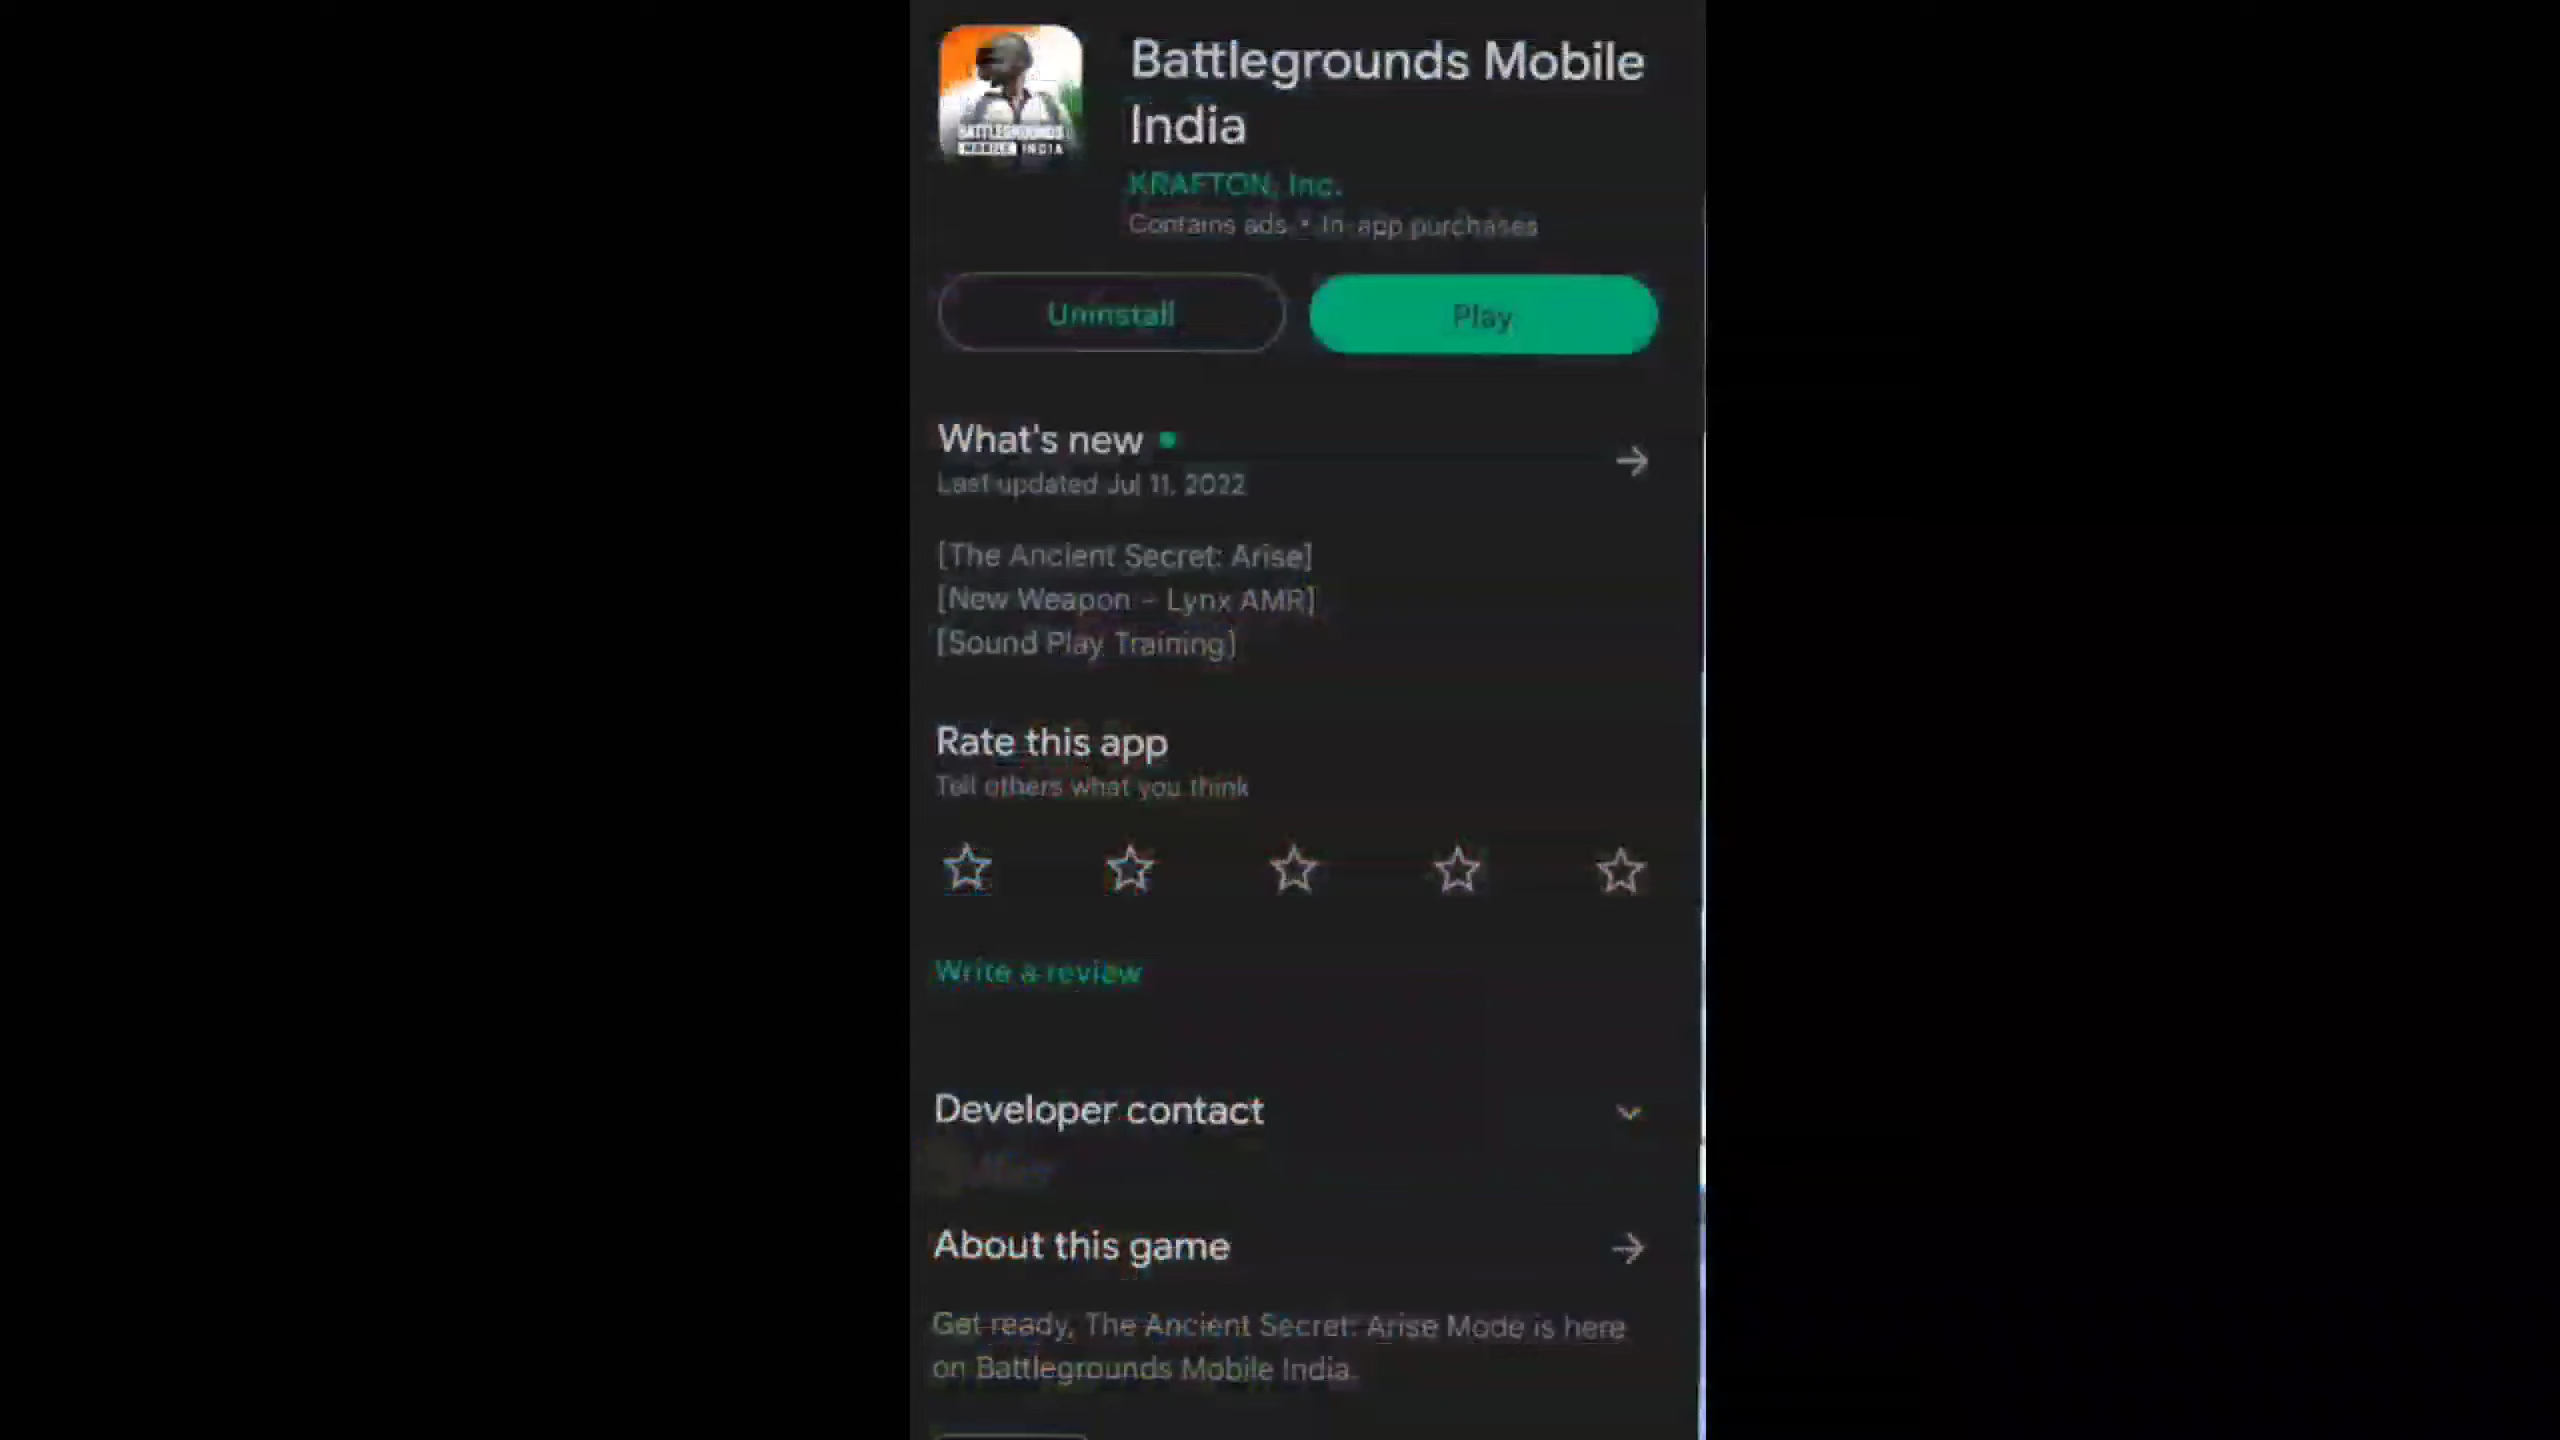 BATTLEGROUNDS
MOBILE INDIA
Battlegrounds Mobile
India
KRAFTON, Inc.
Contains ads • In-app purchases
Uninstall
Play
What's new
Last updated Jul 11, 2022
[The Ancient Secret: Arise]
[New Weapon – Lynx AMR]
[Sound Play Training]
Rate this app
Tell others what you think
Write a review
Developer contact
About this game
Get ready, The Ancient Secret: Arise Mode is here
on Battlegrounds Mobile India.